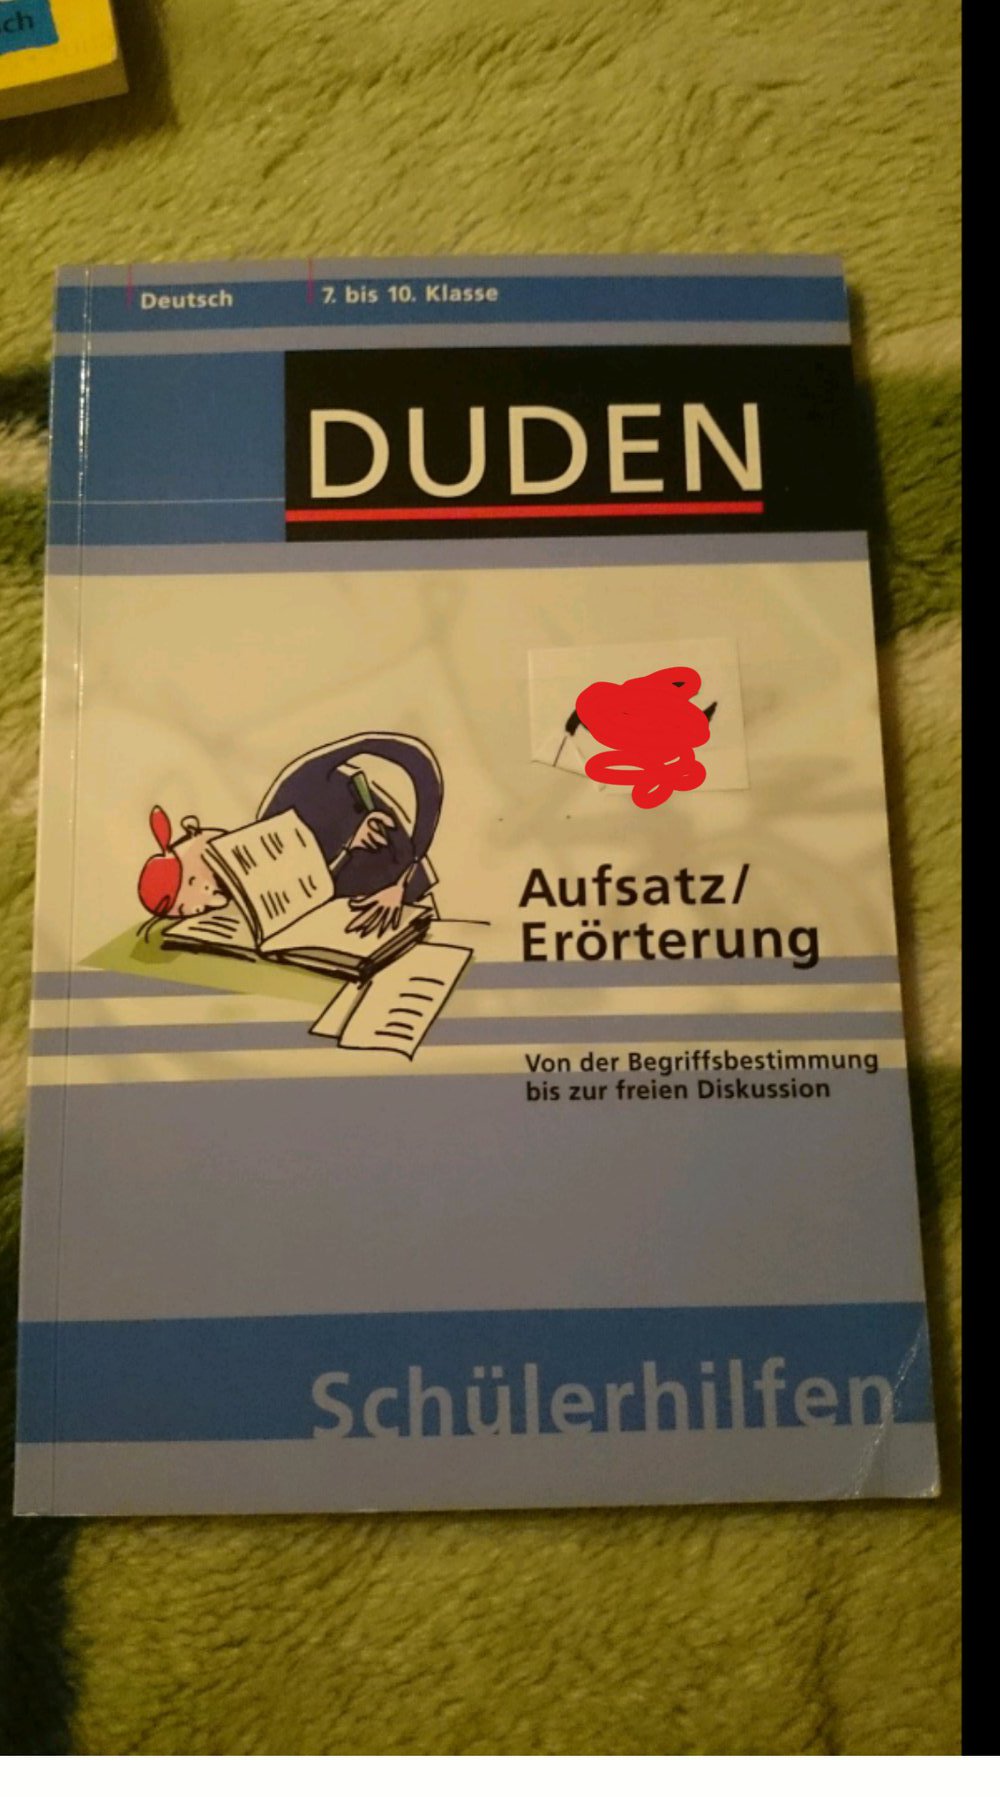 Deutsch
7. bis 10. Klasse
DUDEN
Aufsatz/
Erörterung
Von der Begriffsbestimmung
bis zur freien Diskussion
Schülerhilfen